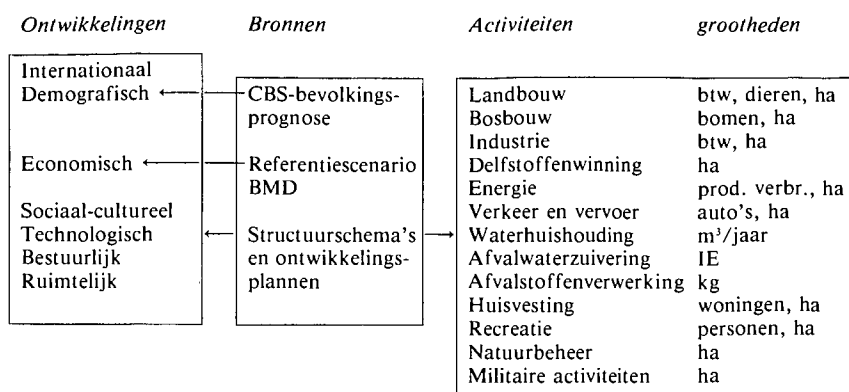 Ontwikkelingen Bronnen Activiteiten grootheden
Internationaal
Demografisch
Economisch
Sociaal-cultureel
Technologisch
Bestuurlijk
Ruimtelijk
CBS-bevolkings-
prognose
Referentiescenario
BMD
Structuurschema's
en ontwikkelings-
plannen
Landbouw btw, dieren, ha
Bosbouw bomen, ha
Industrie btw, ha
Delfstoffenwinning ha
Energie prod. verbr., ha
Verkeer en vervoer auto's, ha
Waterhuishouding m³/jaar
Afvalwaterzuivering IE
Afvalstoffenverwerking kg
Huisvesting woningen, ha
Recreatie personen, ha
Natuurbeheer ha
Militaire activiteiten ha